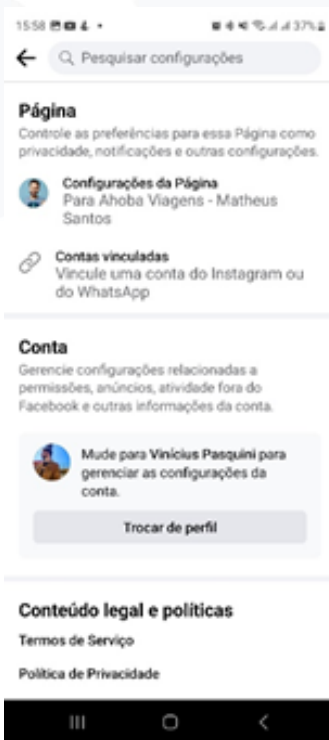 15:58
37%
Pesquisar configurações
Página
Controle as preferências para essa Página como
privacidade, notificações e outras configurações.
Configurações da Página
Para Ahoba Viagens - Matheus
Santos
Contas vinculadas
Vincule uma conta do Instagram ou
do WhatsApp
Conta
Gerencie configurações relacionadas a
permissões, anúncios, atividade fora do
Facebook e outras informações da conta.
Mude para Vinícius Pasquini para
gerenciar as configurações da
conta.
Trocar de perfil
Conteúdo legal e políticas
Termos de Serviço
Política de Privacidade